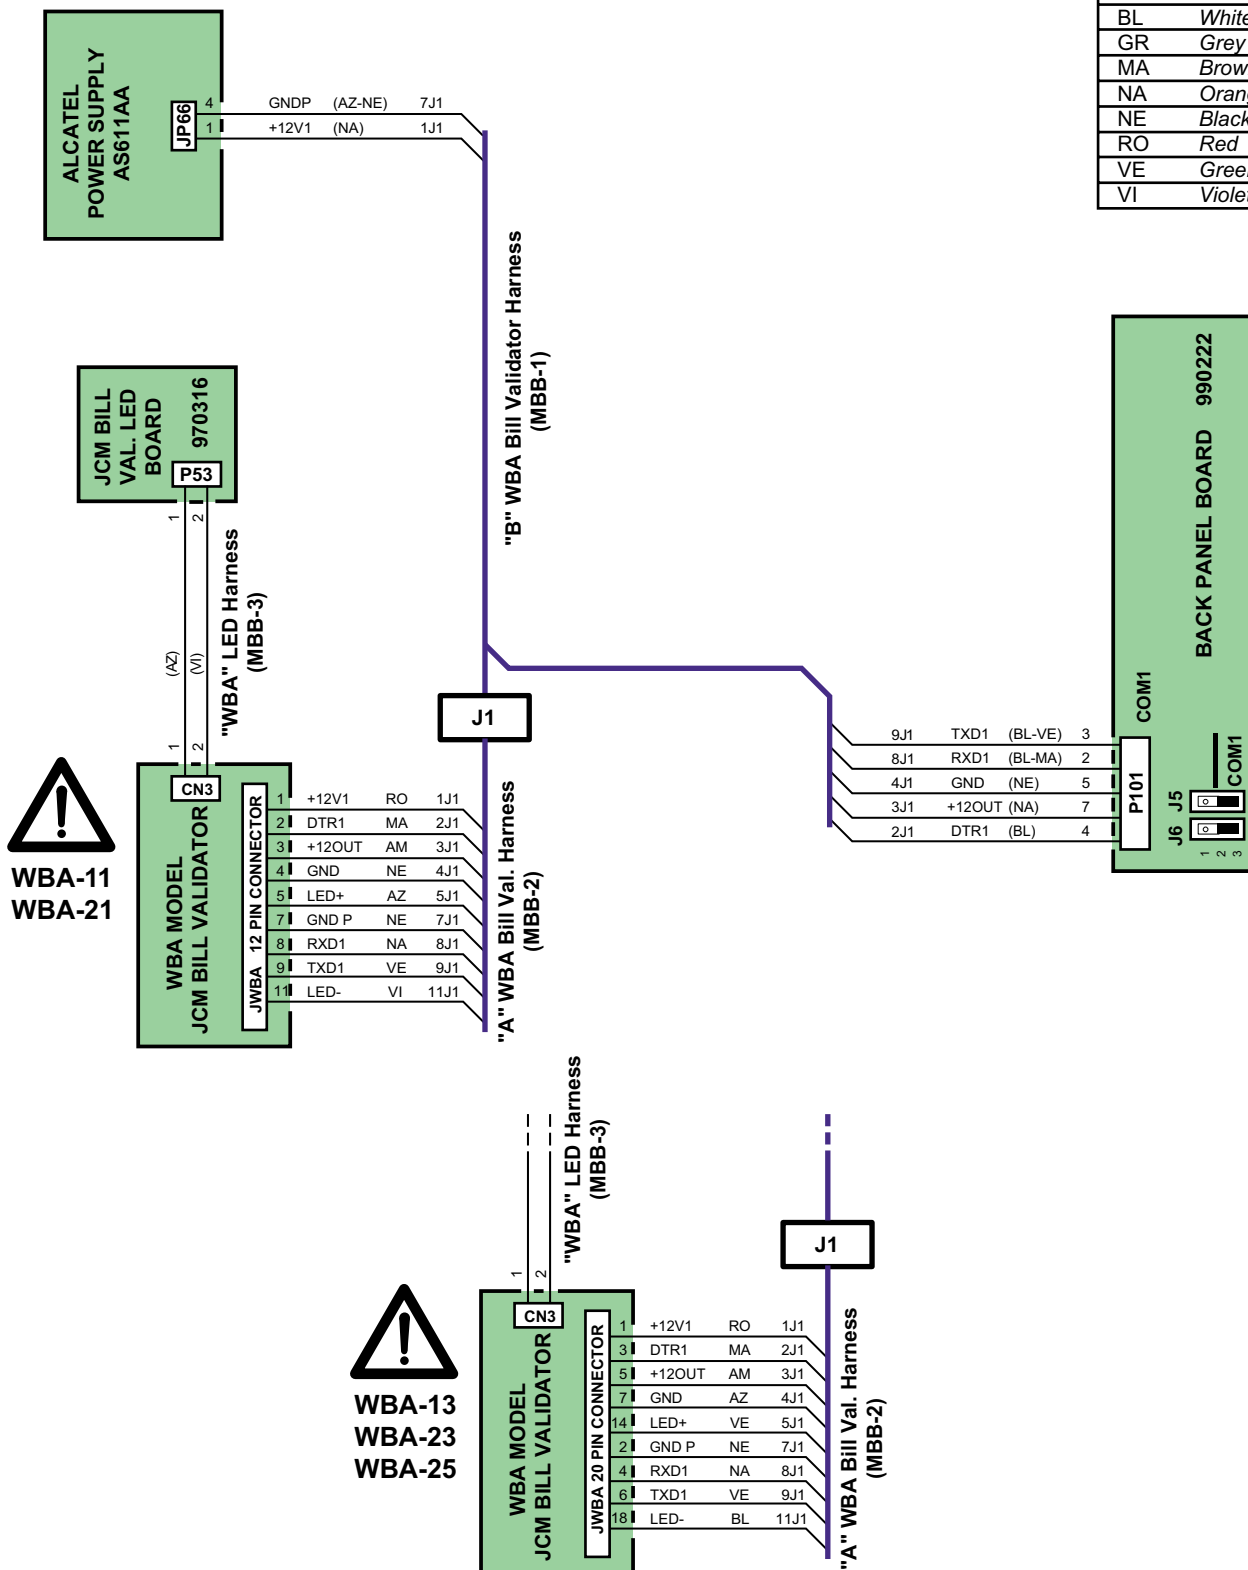 BL White
GR Grey
MA
NA
NE Black
RO Red
VE
VI
ALCATEL
POWER SUPPLY
AS611AA
JP66
4 GNDP (AZ-NE) 7J1
1 +12V1 (NA) 1J1
"B" WBA Bill Validator Harness
(MBB-1)
JCM BILL
VAL. LED
BOARD
970316
P53
1
2
(AZ)
(VI)
1
2
"WBA" LED Harness
(MBB-3)
CN3
WBA-11
WBA-21
WBA MODEL
JCM BILL VALIDATOR
JWBA 12 PIN CONNECTOR
1 +12V1 RO 1J1
2 DTR1 MA 2J1
3 +12OUT AM 3J1
4 GND NE 4J1
5 LED+ AZ 5J1
7 GND P NE 7J1
8 RXD1 NA 8J1
9 TXD1 VE 9J1
11 LED- VI 11J1
J1
"A" WBA Bill Val. Harness
(MBB-2)
9J1 TXD1 (BL-VE) 3
8J1 RXD1 (BL-MA) 2
4J1 GND (NE) 5
3J1 +12OUT (NA) 7
2J1 DTR1 (BL) 4
P101
COM1
BACK PANEL BOARD 990222
J6
J5
COM1
1
2
3
"WBA" LED Harness
(MBB-3)
1
2
CN3
J1
WBA-13
WBA-23
WBA-25
WBA MODEL
JCM BILL VALIDATOR
JWBA 20 PIN CONNECTOR
1 +12V1 RO 1J1
3 DTR1 MA 2J1
5 +12OUT AM 3J1
7 GND AZ 4J1
14 LED+ VE 5J1
2 GND P NE 7J1
4 RXD1 NA 8J1
6 TXD1 VE 9J1
18 LED- BL 11J1
"A" WBA Bill Val. Harness
(MBB-2)